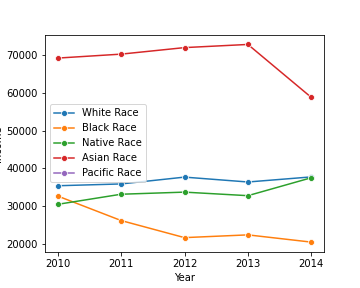 70000
60000
50000
40000
30000
20000
White Race
Black Race
Native Race
Asian Race
Pacific Race
2010 2011 2012 2013 2014
Year